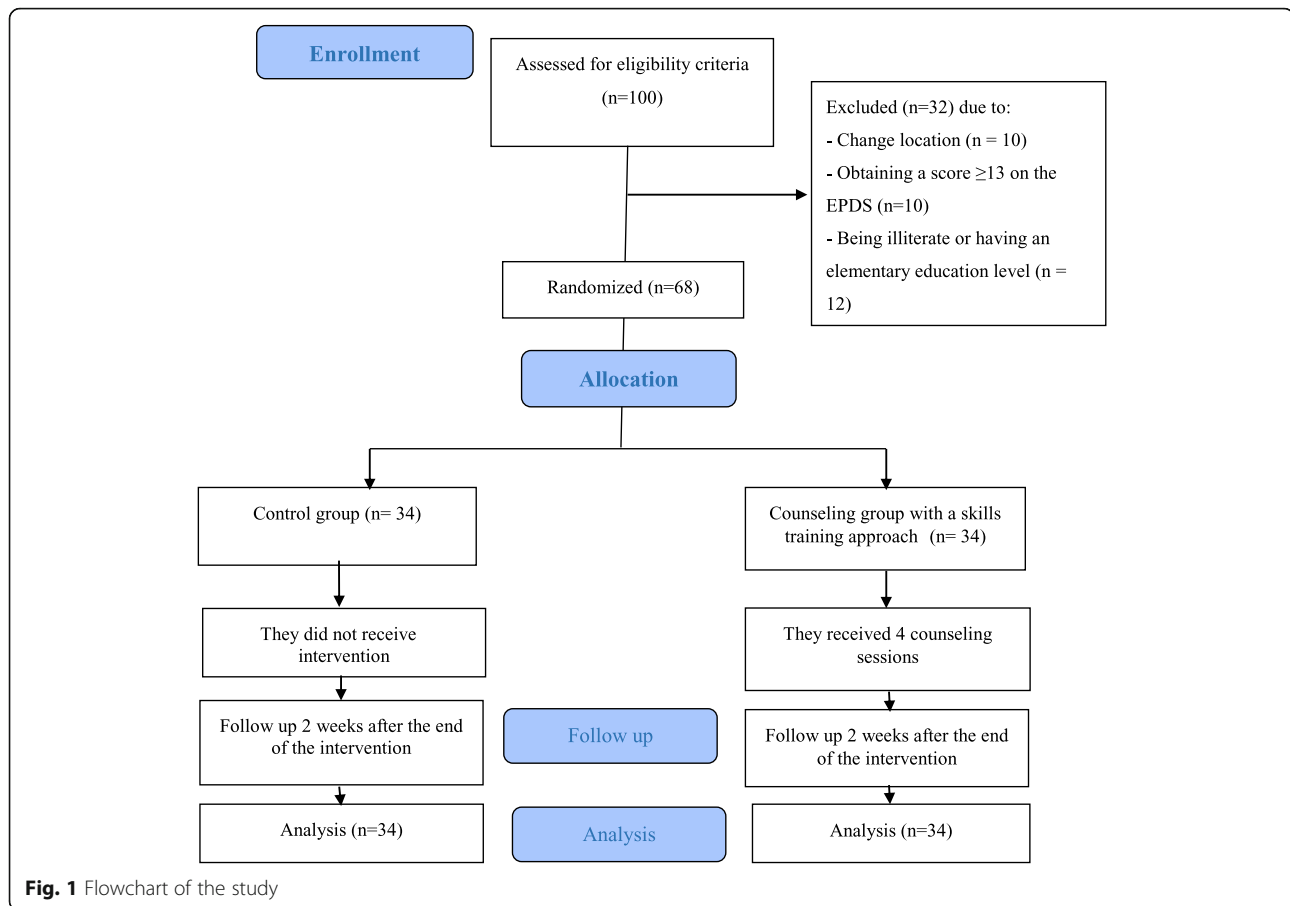 Enrollment
Assessed for eligibility criteria
(n=100)
Excluded (n=32) due to:
- Change location (n = 10)
- Obtaining a score ≥13 on the
EPDS (n=10)
- Being illiterate or having an
elementary education level (n =
12)
Randomized (n=68)
Allocation
Control group (n= 34)
Counseling group with a skills
training approach (n= 34)
They did not receive
intervention
They received 4 counseling
sessions
Follow up 2 weeks after the end
of the intervention
Follow up
Follow up 2 weeks after the end
of the intervention
Analysis (n=34)
Analysis
Analysis (n=34)
Fig. 1 Flowchart of the study